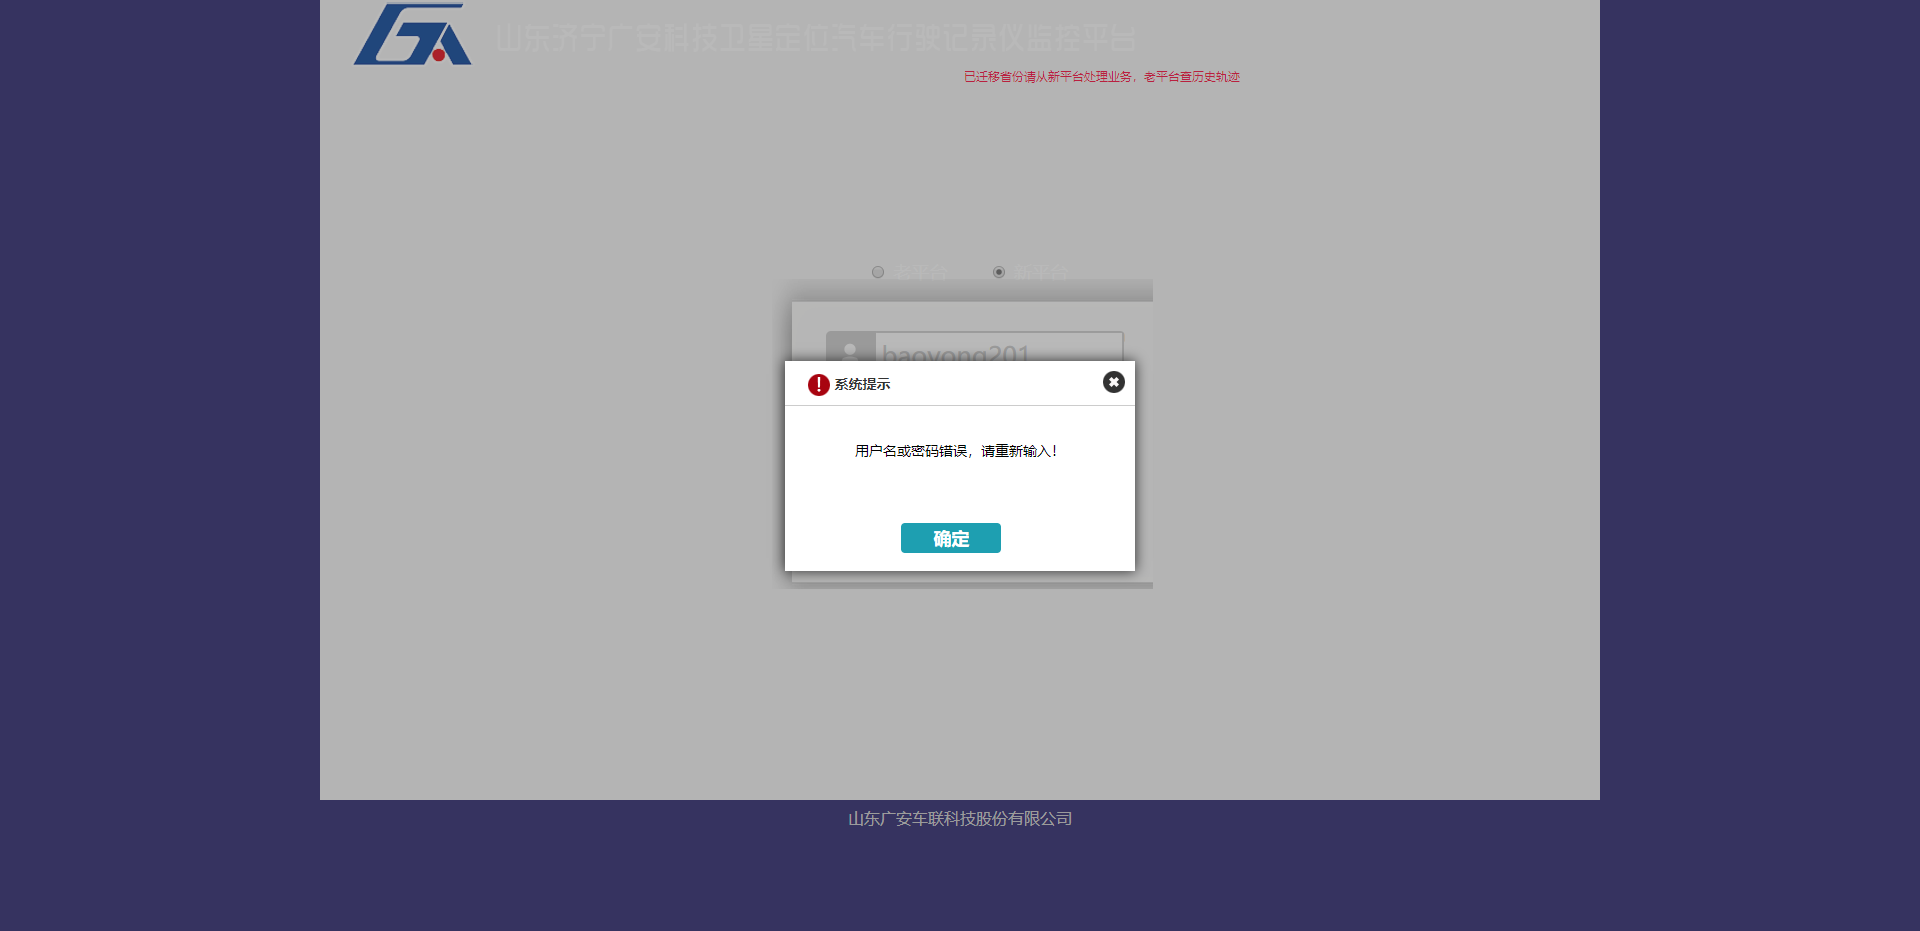 山东济宁广安科技卫星定位汽车行驶记录仪监控平台
已迁移省份请从新平台处理业务，老平台查历史轨迹
老平台 新平台
baoyong201
系统提示
用户名或密码错误，请重新输入！
确定
山东广安车联科技股份有限公司